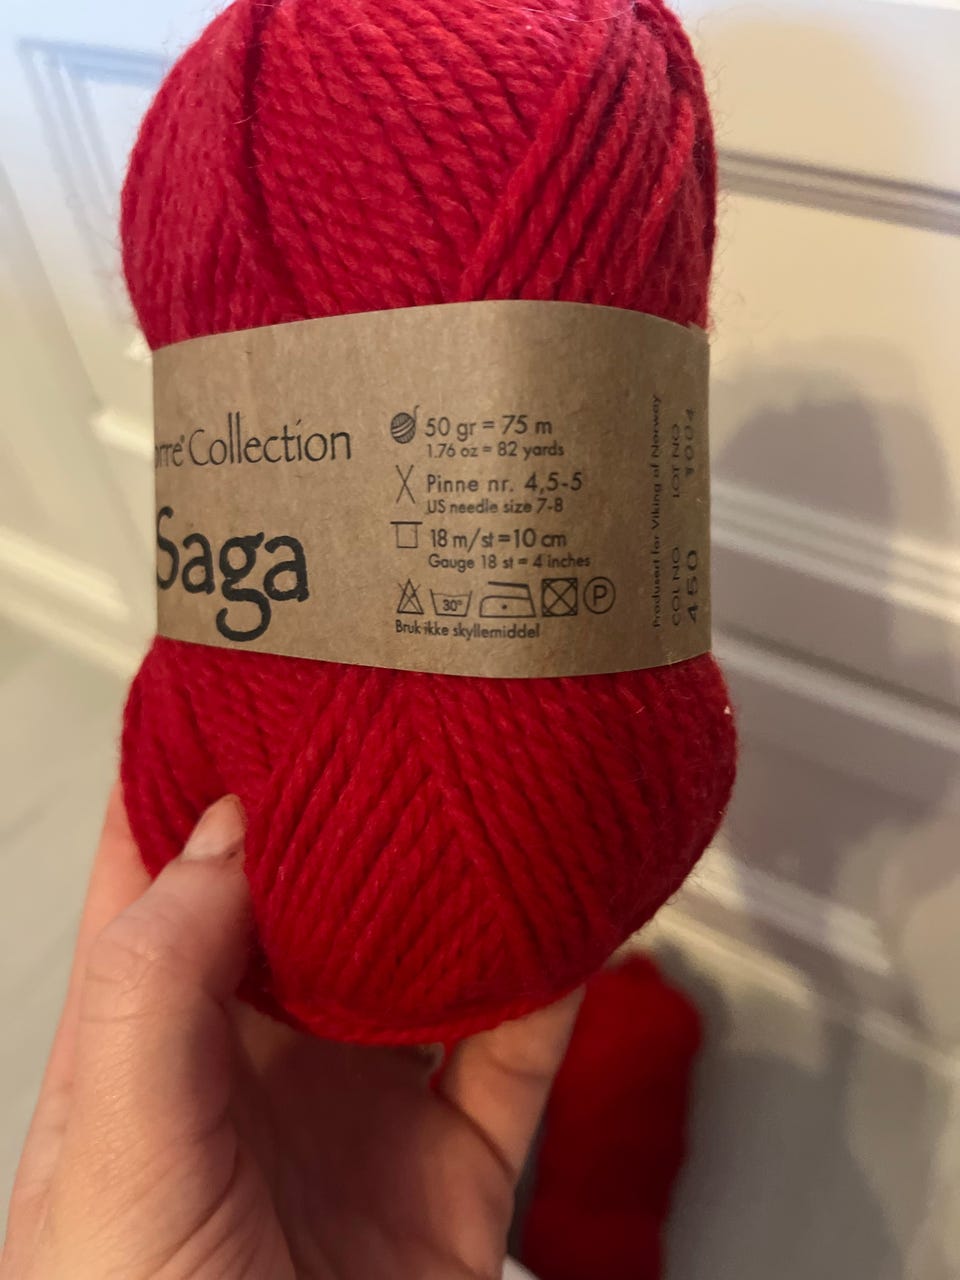 Collection
Saga
50 gr = 75 m
1.76 oz = 82 yards
Pinne nr. 4,5-5
US needle size 7-8
18 m/st = 10 cm
Gauge 18 st = 4 inches
30°
P
Bruk ikke skyllemiddel
Produsert for Viking of Norway
COL NO LOT NO
450 1004